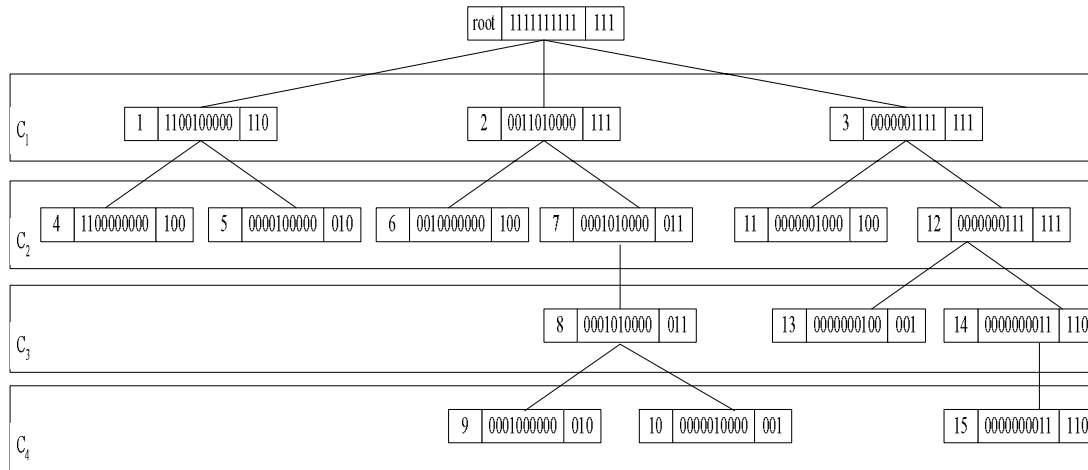 root 1111111111 111
C1
1 1100100000 110
2 0011010000 111
3 0000001111 111
C2
4 1100000000 100
5 0000100000 010
6 0010000000 100
7 0001010000 011
11 0000001000 100
12 0000000111 111
C3
8 0001010000 011
13 0000000100 001
14 0000000011 110
C4
9 0001000000 010
10 0000010000 001
15 0000000011 110